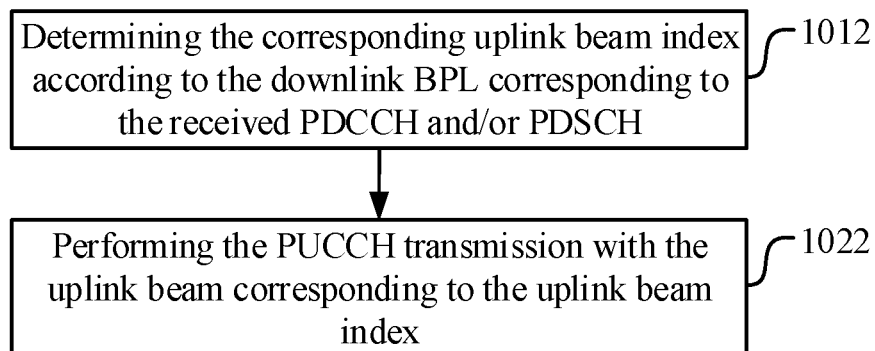 Determining the corresponding uplink beam index
according to the downlink BPL corresponding to
the received PDCCH and/or PDSCH
1012
Performing the PUCCH transmission with the
uplink beam corresponding to the uplink beam
index
1022